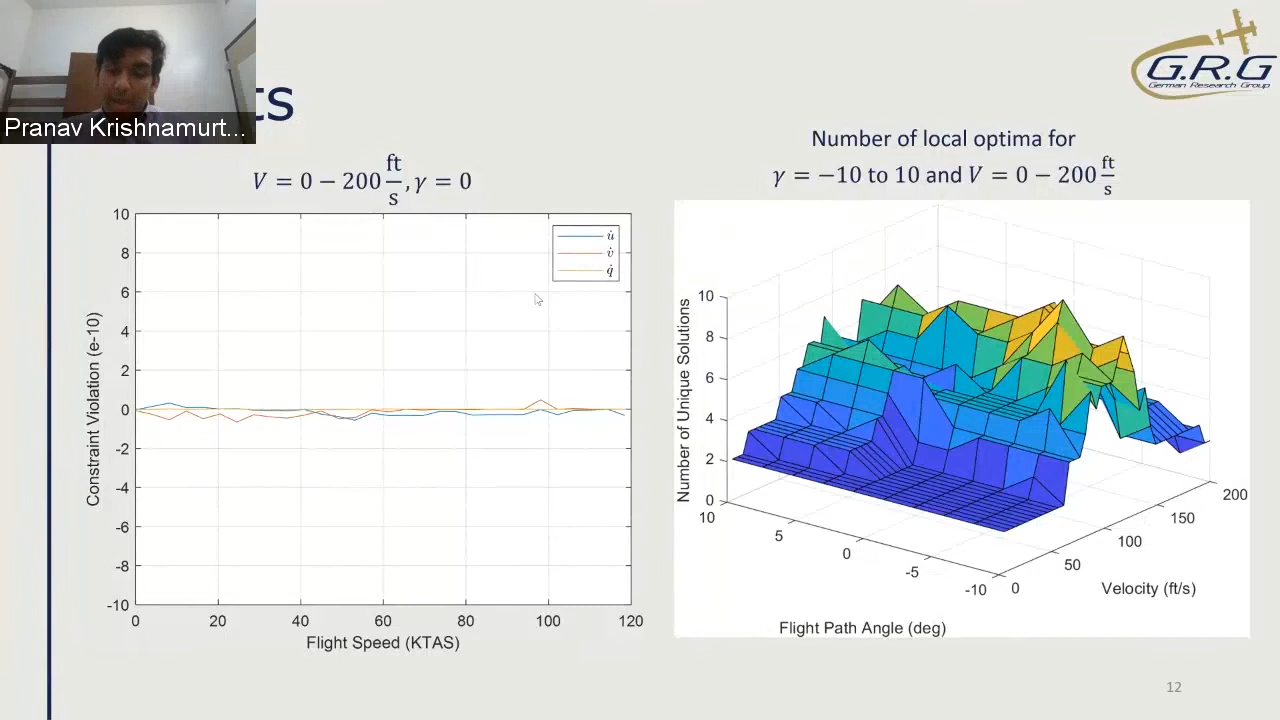 Pranav Krishnamurt...
ts
G.R.G
German Research Group
V = 0 − 200 ft/s, γ = 0
Number of local optima for
γ = −10 to 10 and V = 0 − 200 ft/s
Constraint Violation (e-10)
10
8
6
4
2
0
-2
-4
-6
-8
-10
u̇
v̇
q̇
0
20
40
60
80
100
120
Flight Speed (KTAS)
Number of Unique Solutions
10
8
6
4
2
0
10
5
0
-5
-10
Flight Path Angle (deg)
0
50
100
150
200
Velocity (ft/s)
12